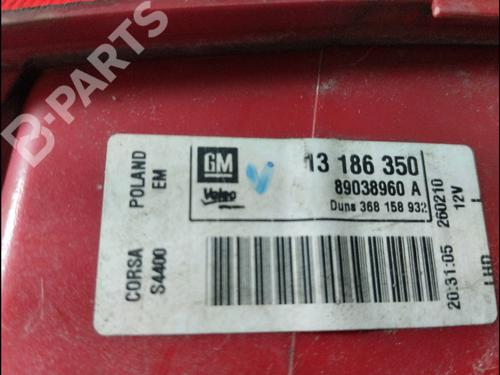 B-PARTS
GM
Valeo
13 186 350
89038960 A
Duns 368 158 932
POLAND
EM
CORSA
S4400
260210
12V
20:31:05
LHD